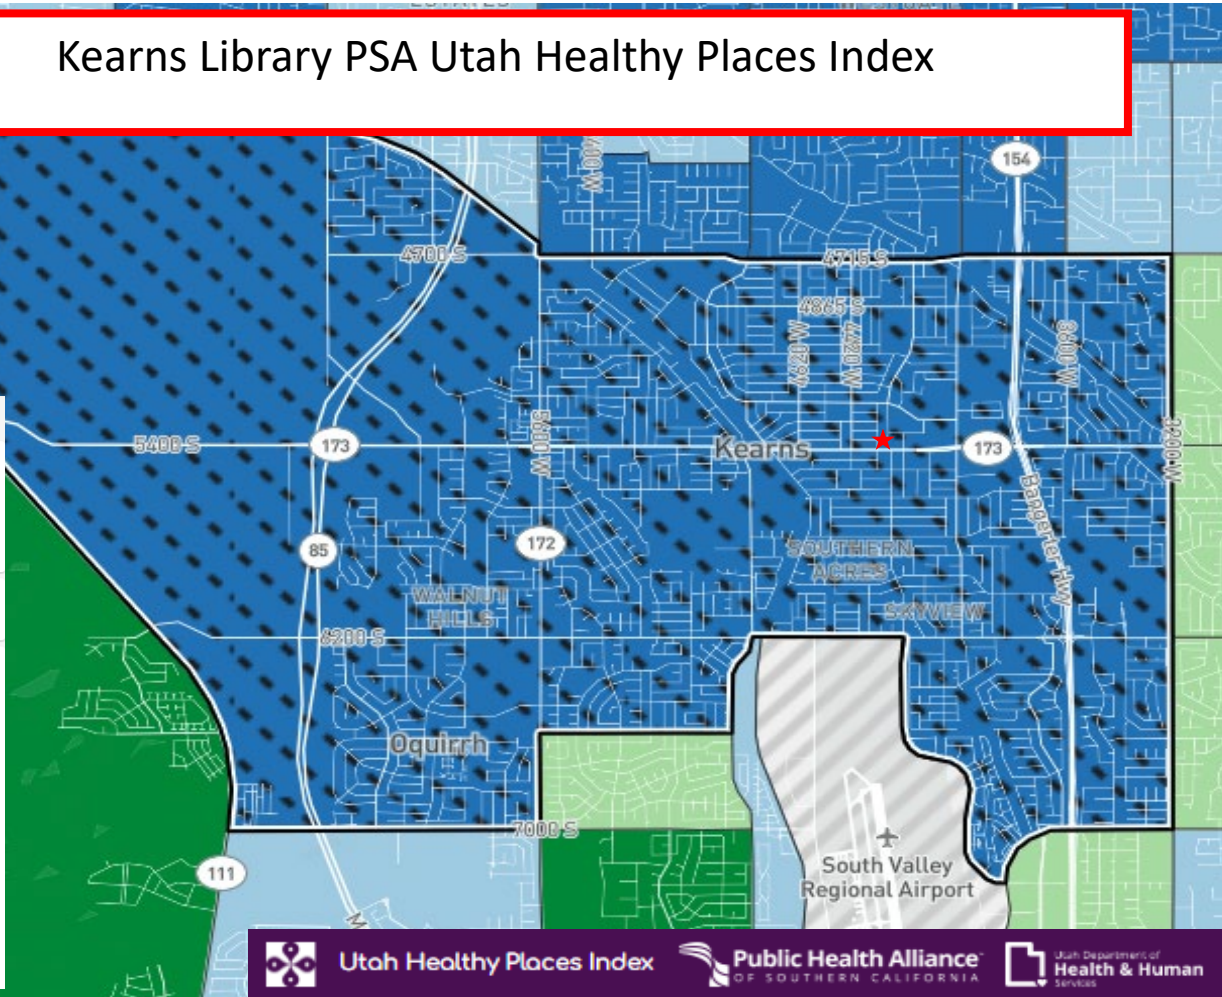 Kearns Library PSA Utah Healthy Places Index
154
4700 S
4715 S
4865 S
4620 W
4420 W
3600 W
5400 S
173
5600 W
Kearns
173
3200 W
85
172
Bangerter Hwy
SOUTHERN
ACRES
WALNUT
HILLS
SKYVIEW
6200 S
Oquirrh
7000 S
111
South Valley
Regional Airport
M
Utah Healthy Places Index
Public Health Alliance
OF SOUTHERN CALIFORNIA
Utah Department of
Health & Human
Services